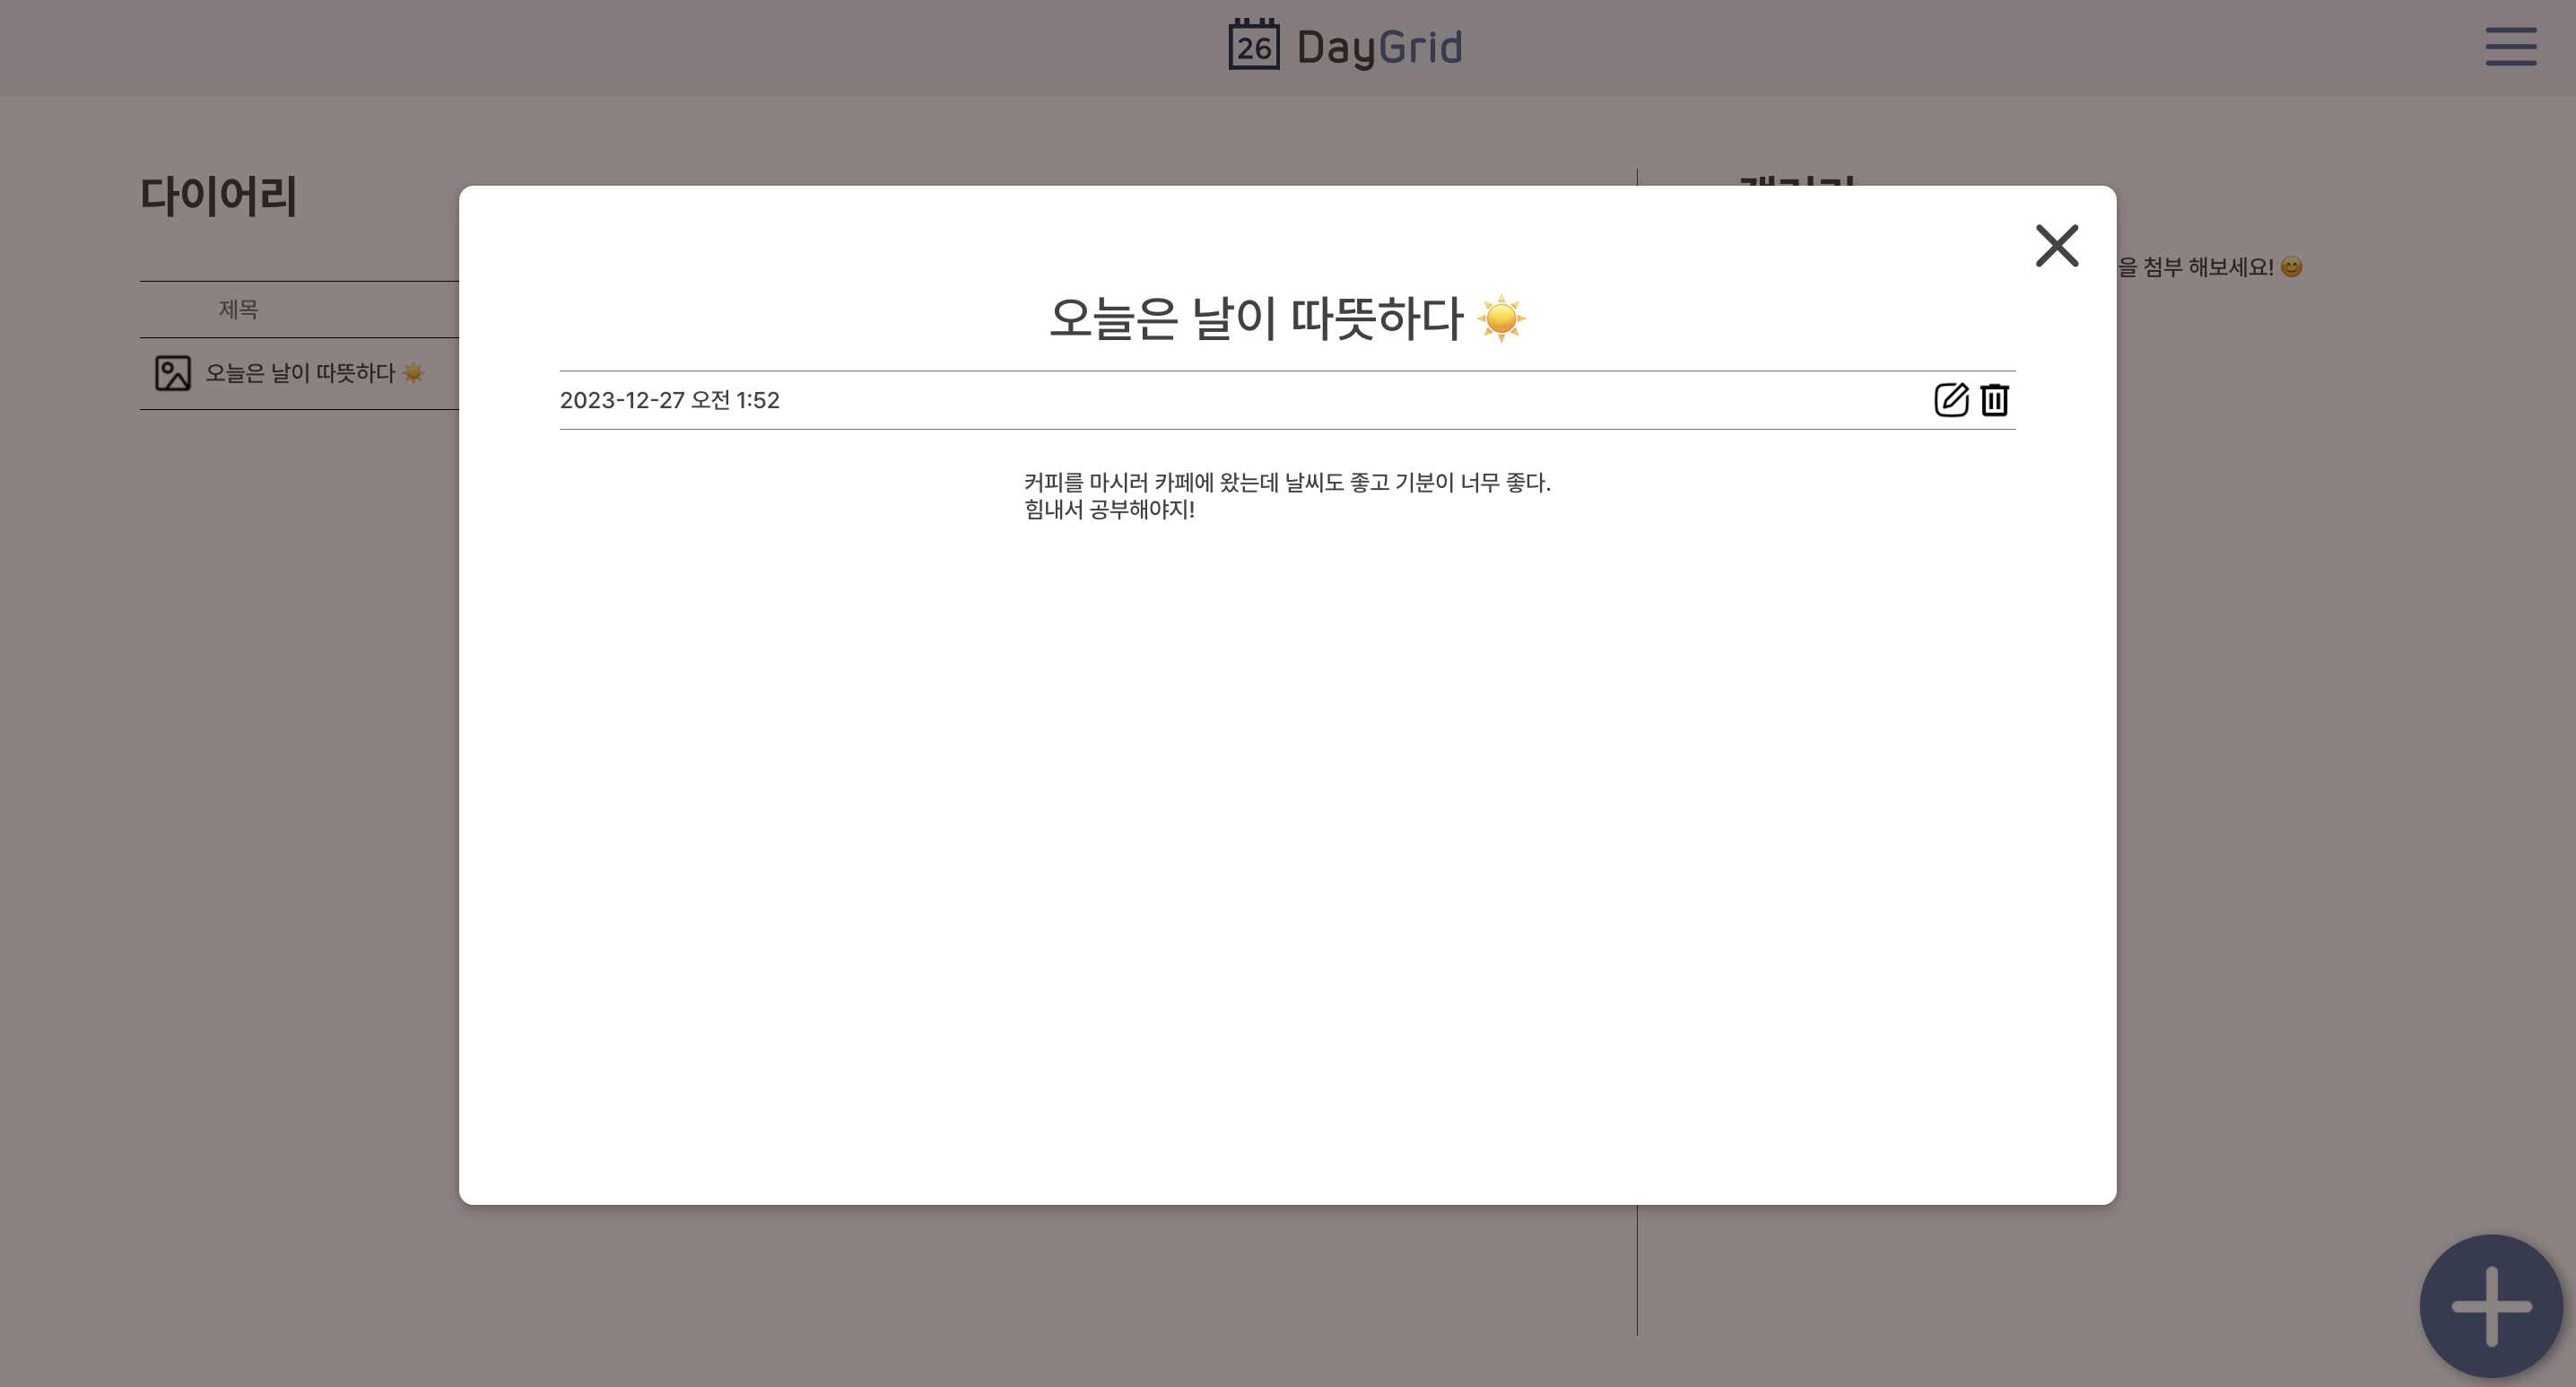 26 DayGrid
다이어리
을 첨부 해보세요! 😊
제목
오늘은 날이 따뜻하다 ☀️
오늘은 날이 따뜻하다 ☀️
2023-12-27 오전 1:52
커피를 마시러 카페에 왔는데 날씨도 좋고 기분이 너무 좋다.
힘내서 공부해야지!